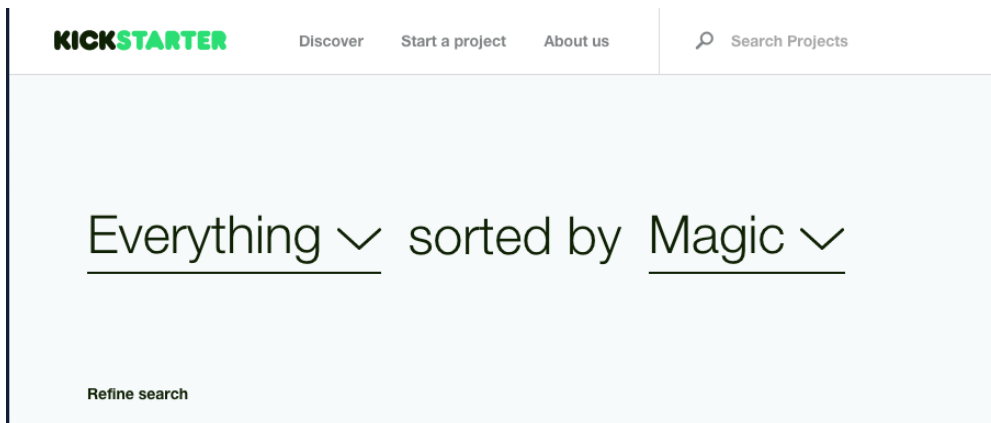 KICKSTARTER Discover Start a project About us Search Projects
Everything sorted by Magic
Refine search